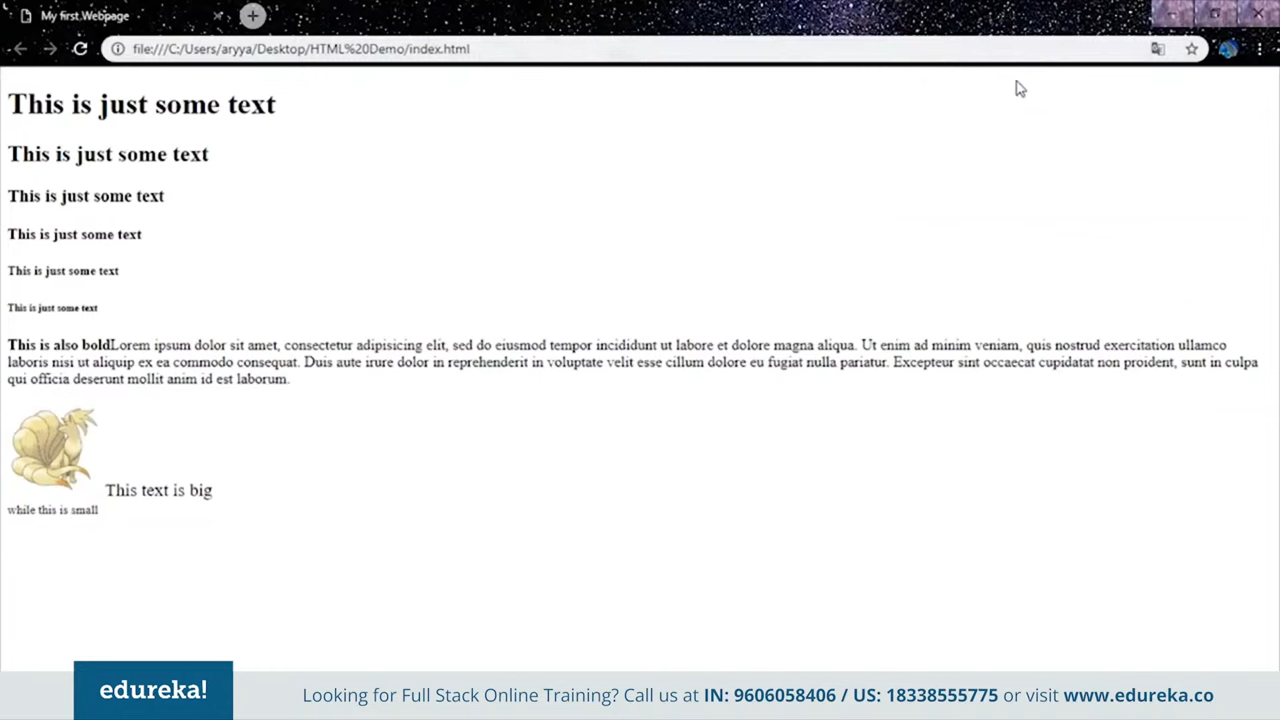 My first Webpage
file:///C:/Users/aryya/Desktop/HTML%20Demo/index.html
This is just some text
This is just some text
This is just some text
This is just some text
This is just some text
This is just some text
This is also boldLorem ipsum dolor sit amet, consectetur adipisicing elit, sed do eiusmod tempor incididunt ut labore et dolore magna aliqua. Ut enim ad minim veniam, quis nostrud exercitation ullamco
laboris nisi ut aliquip ex ea commodo consequat. Duis aute irure dolor in reprehenderit in voluptate velit esse cillum dolore eu fugiat nulla pariatur. Excepteur sint occaecat cupidatat non proident, sunt in culpa
qui officia deserunt mollit anim id est laborum.
This text is big
while this is small
edureka!
Looking for Full Stack Online Training? Call us at IN: 9606058406 / US: 18338555775 or visit www.edureka.co